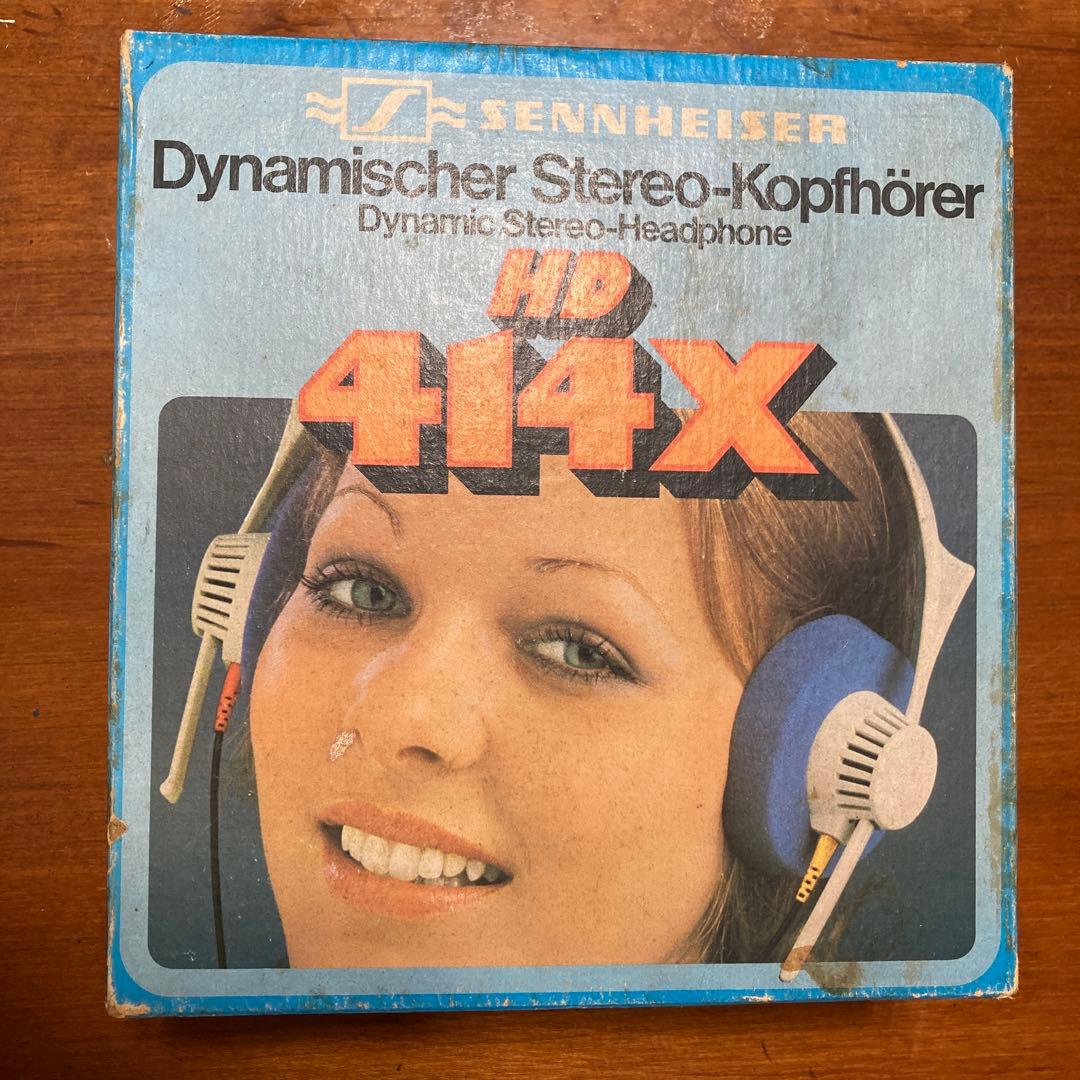 SENNHEISER
Dynamischer Stereo-Kopfhörer
Dynamic Stereo-Headphone
HD
414X